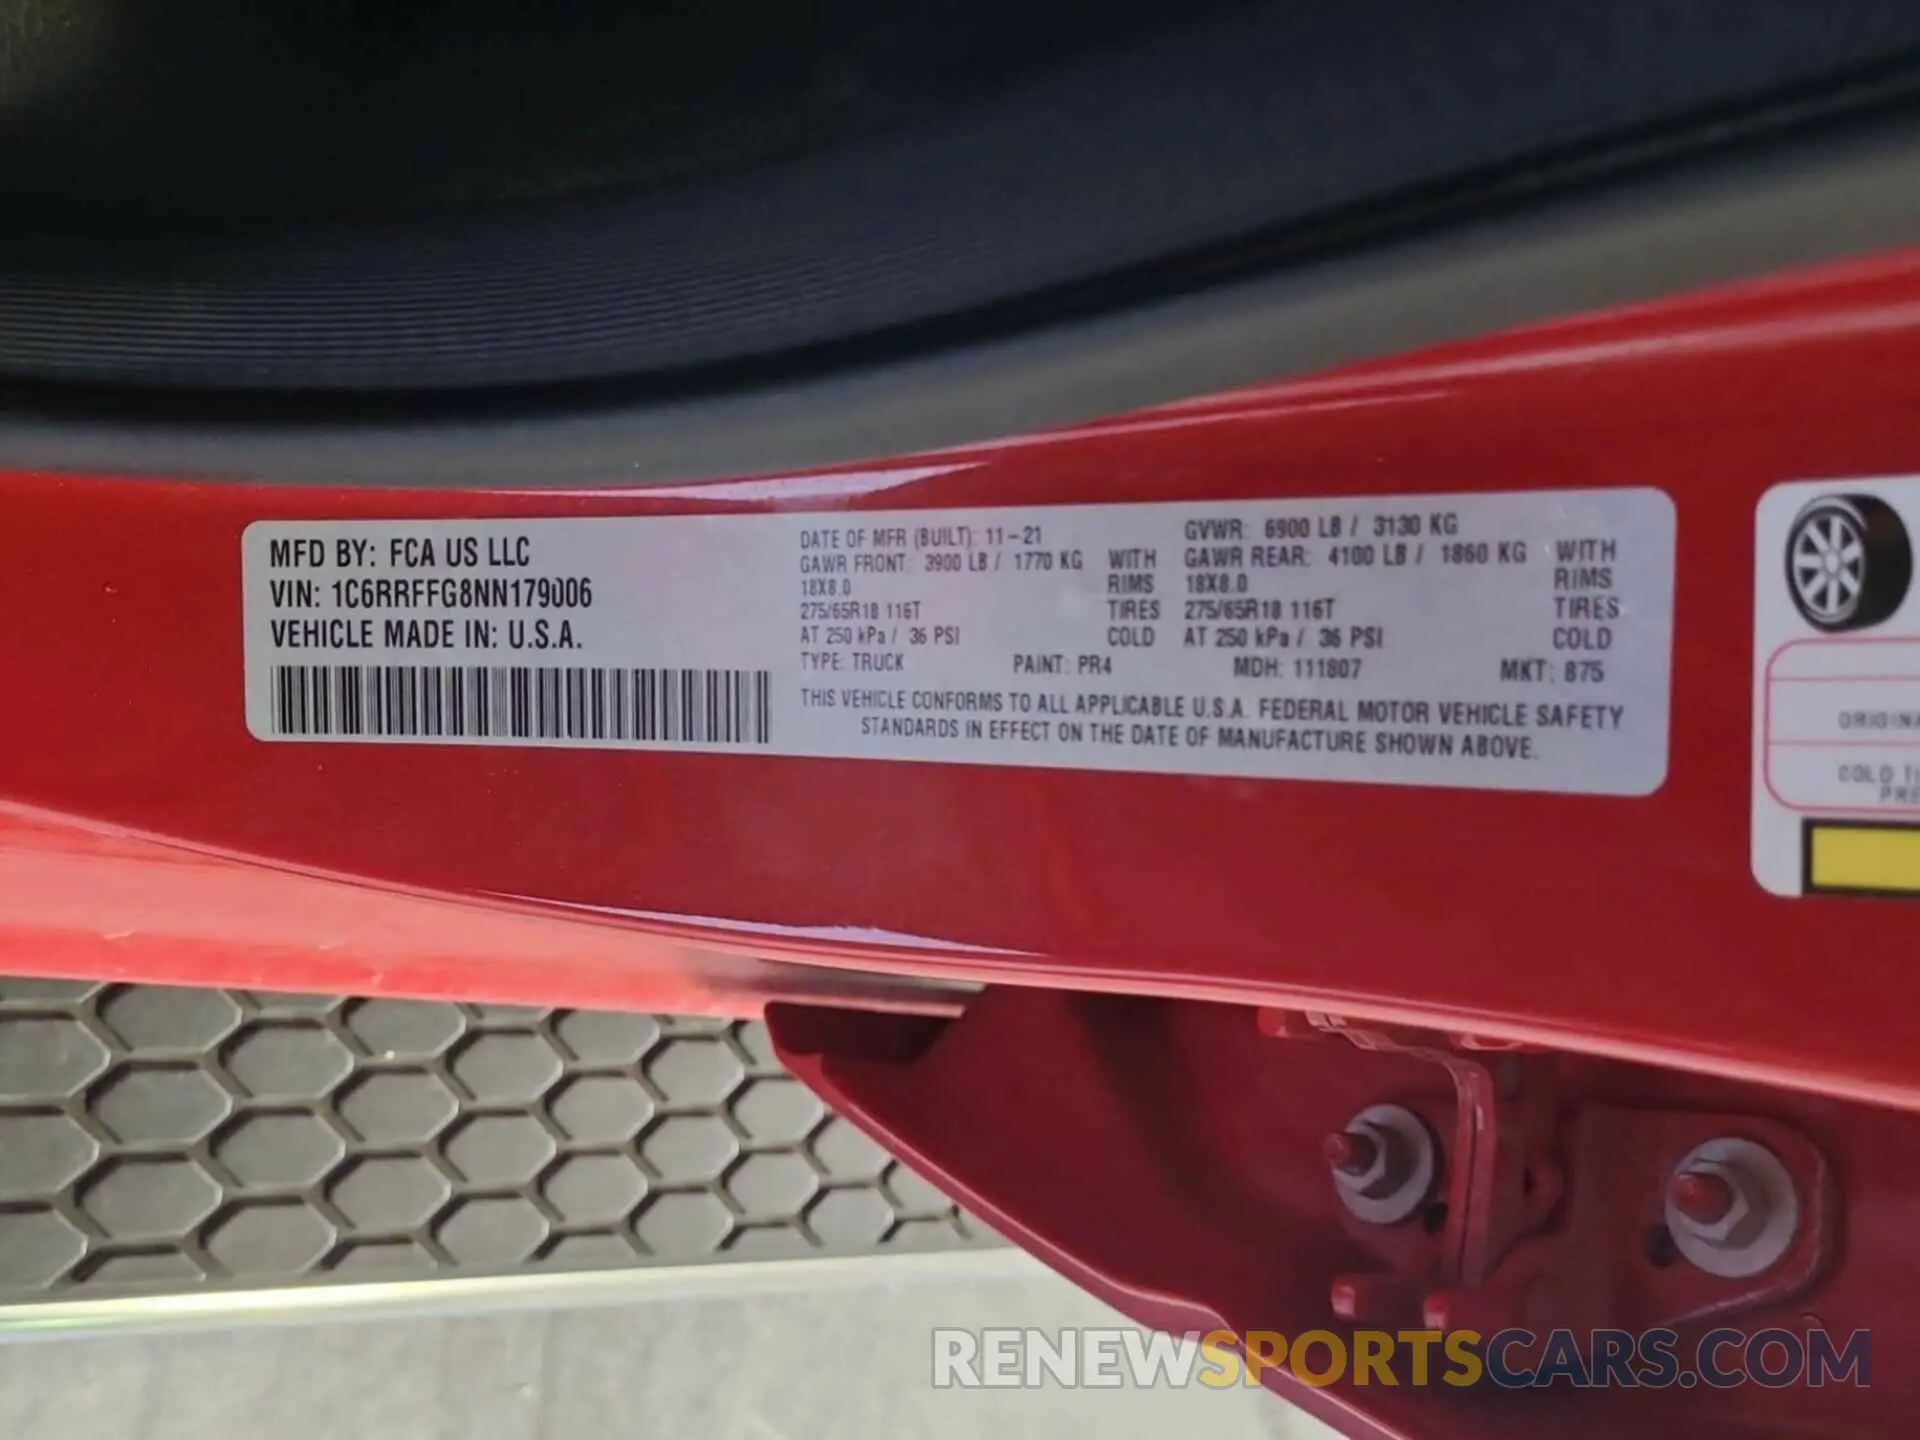 MFD BY: FCA US LLC
VIN: 1C6RRFFG8NN179006
VEHICLE MADE IN: U.S.A.
DATE OF MFR (BUILT): 11-21
GVWR: 6900 LB / 3130 KG
GAWR FRONT: 3900 LB / 1770 KG WITH
GAWR REAR: 4100 LB / 1860 KG WITH
18X8.0 RIMS
18X8.0 RIMS
275/65R18 116T TIRES
275/65R18 116T TIRES
AT 250 kPa / 36 PSI COLD
AT 250 kPa / 36 PSI COLD
TYPE: TRUCK PAINT: PR4 MDH: 111807 MKT: B75
THIS VEHICLE CONFORMS TO ALL APPLICABLE U.S.A. FEDERAL MOTOR VEHICLE SAFETY
STANDARDS IN EFFECT ON THE DATE OF MANUFACTURE SHOWN ABOVE.
ORIGINA
COLD TI
PRE
RENEWSPORTSCARS.COM